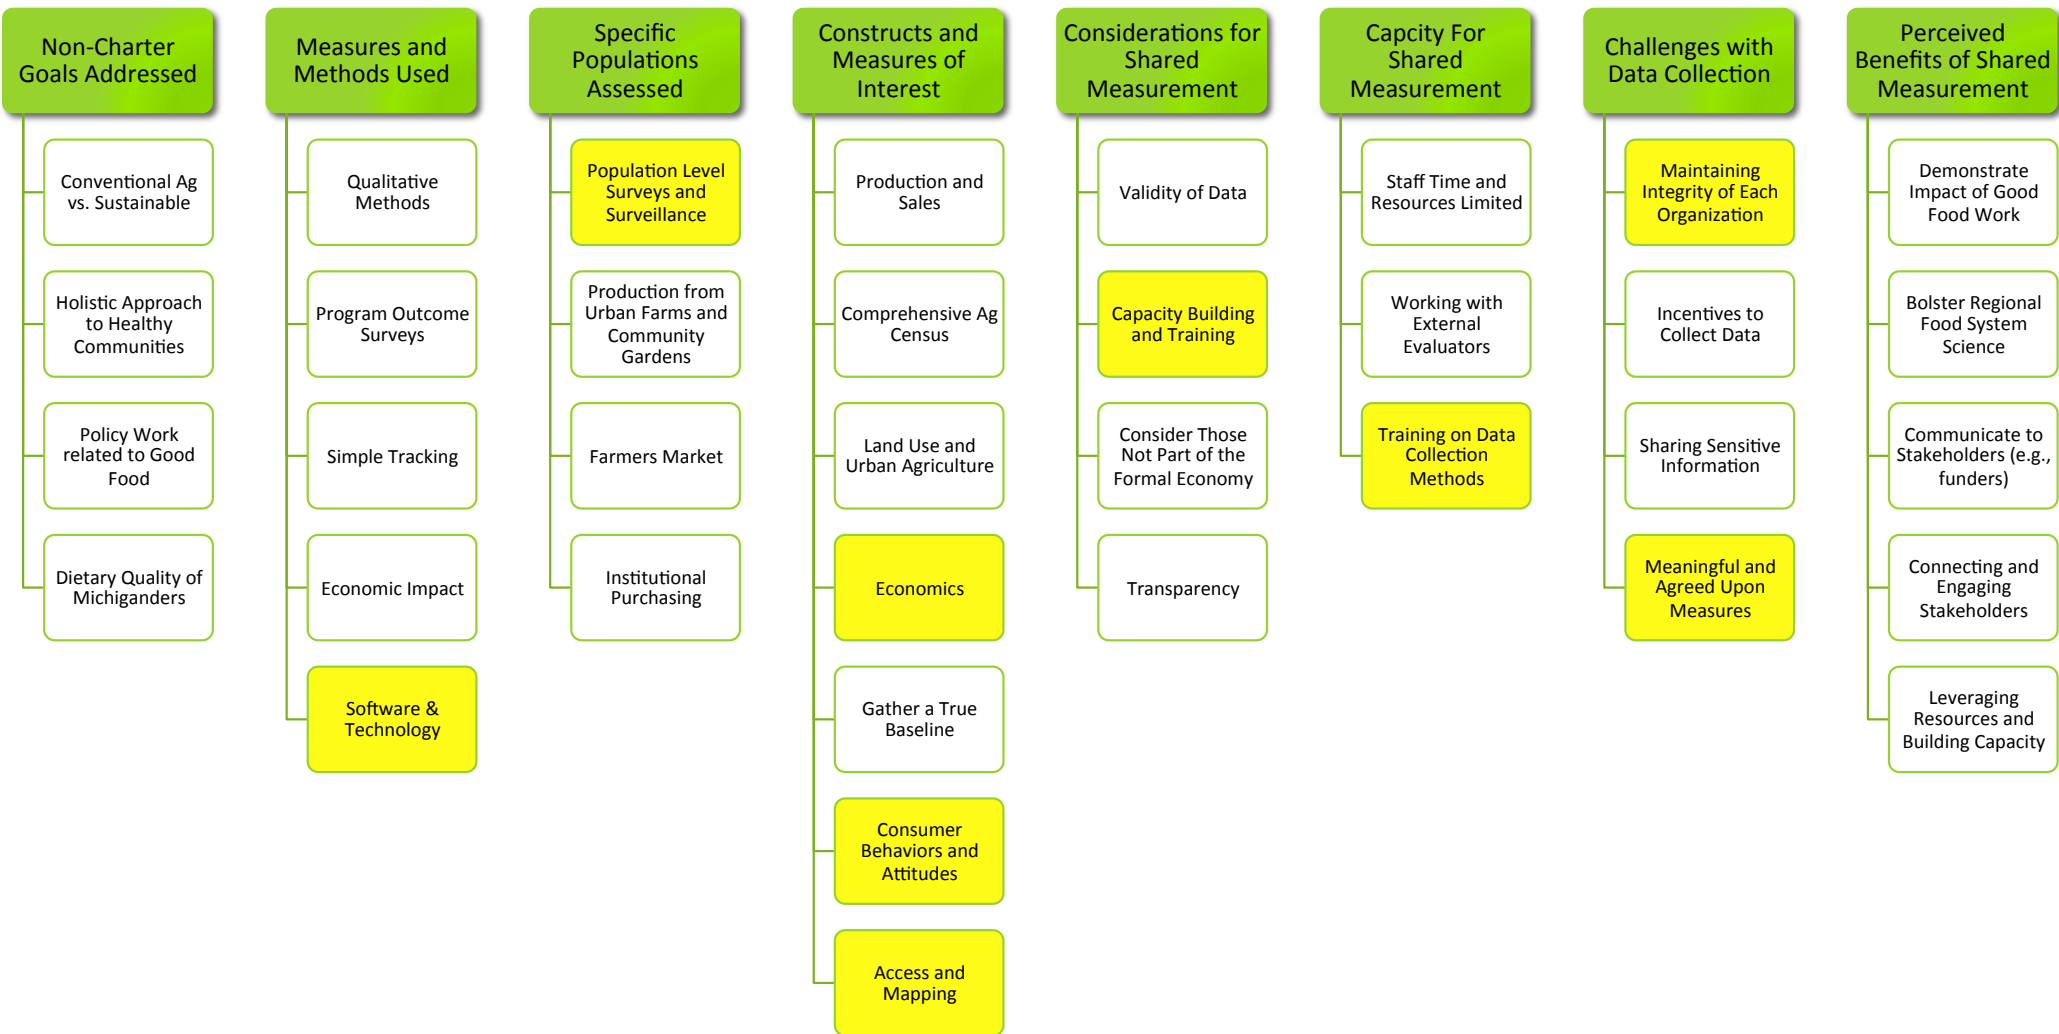 Non-Charter
Goals Addressed
Conventional Ag
vs. Sustainable
Holistic Approach
to Healthy
Communities
Policy Work
related to Good
Food
Dietary Quality of
Michiganders
Measures and
Methods Used
Qualitative
Methods
Program Outcome
Surveys
Simple Tracking
Economic Impact
Software &
Technology
Specific
Populations
Assessed
Population Level
Surveys and
Surveillance
Production from
Urban Farms and
Community
Gardens
Farmers Market
Institutional
Purchasing
Constructs and
Measures of
Interest
Production and
Sales
Comprehensive Ag
Census
Land Use and
Urban Agriculture
Economics
Gather a True
Baseline
Consumer
Behaviors and
Attitudes
Access and
Mapping
Considerations for
Shared
Measurement
Validity of Data
Capacity Building
and Training
Consider Those
Not Part of the
Formal Economy
Transparency
Capcity For
Shared
Measurement
Staff Time and
Resources Limited
Working with
External
Evaluators
Training on Data
Collection
Methods
Challenges with
Data Collection
Maintaining
Integrity of Each
Organization
Incentives to
Collect Data
Sharing Sensitive
Information
Meaningful and
Agreed Upon
Measures
Perceived
Benefits of Shared
Measurement
Demonstrate
Impact of Good
Food Work
Bolster Regional
Food System
Science
Communicate to
Stakeholders (e.g.,
funders)
Connecting and
Engaging
Stakeholders
Leveraging
Resources and
Building Capacity